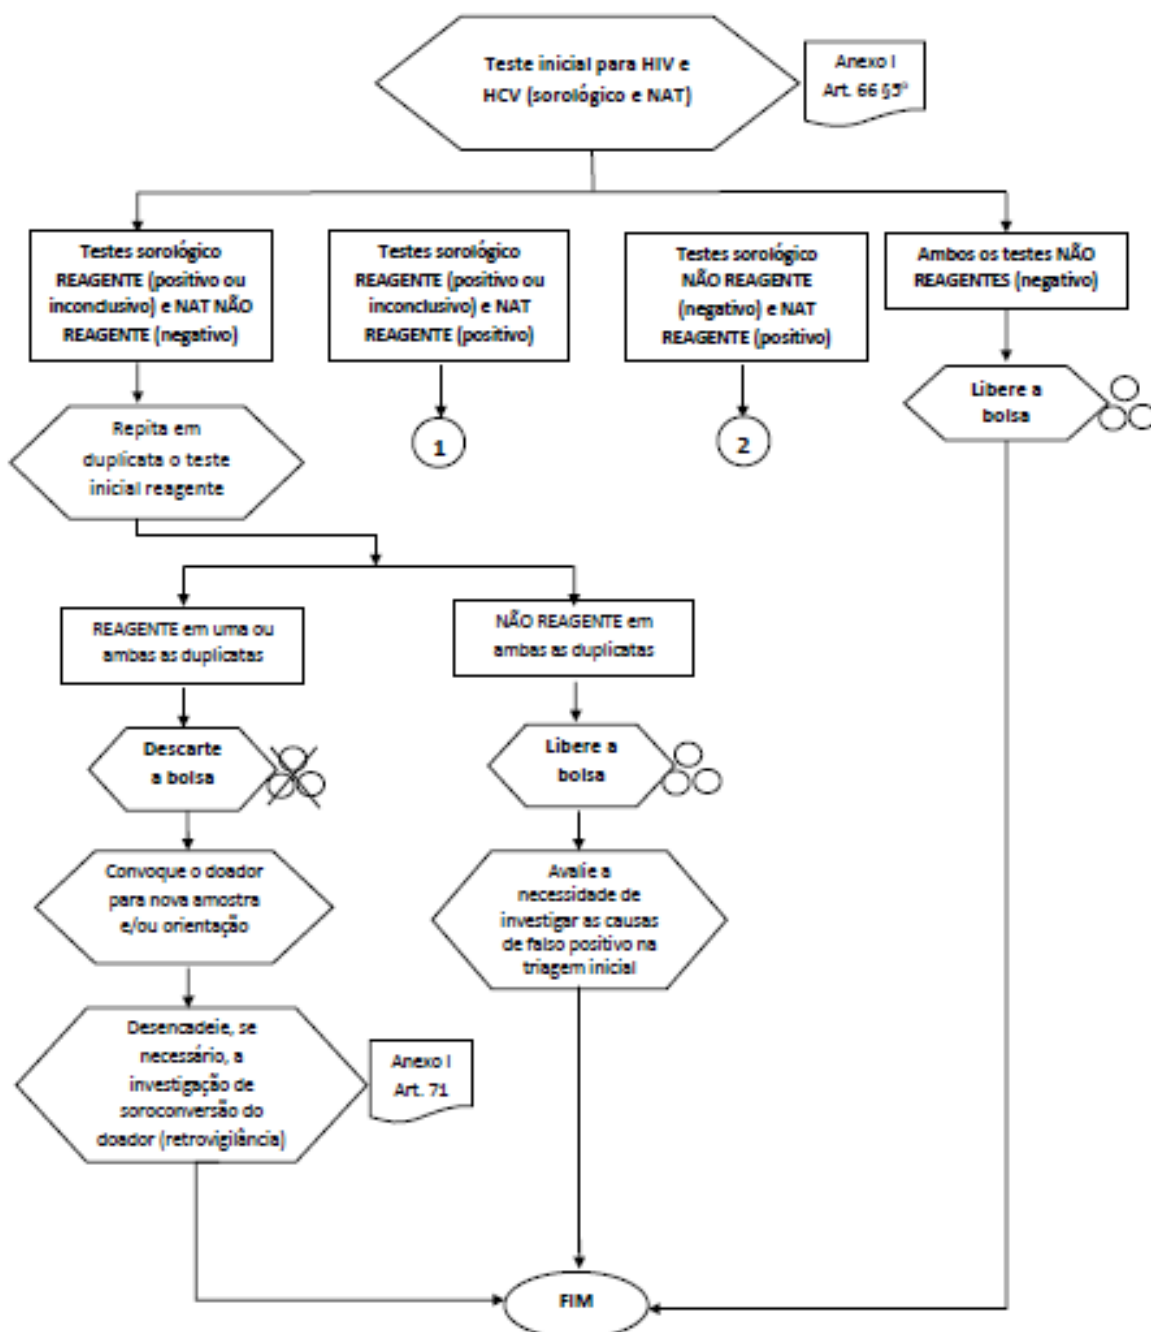 Teste inicial para HIV e
HCV (sorológico e NAT)
Anexo I
Art. 66 §5º
Testes sorológico
REAGENTE (positivo ou
inconclusivo) e NAT NÃO
REAGENTE (negativo)
Testes sorológico
REAGENTE (positivo ou
inconclusivo) e NAT
REAGENTE (positivo)
Testes sorológico
NÃO REAGENTE
(negativo) e NAT
REAGENTE (positivo)
Ambos os testes NÃO
REAGENTES (negativo)
Repita em
duplicata o teste
inicial reagente
1
2
Libere a
bolsa
REAGENTE em uma ou
ambas as duplicatas
NÃO REAGENTE em
ambas as duplicatas
Descarte
a bolsa
Libere a
bolsa
Convoque o doador
para nova amostra
e/ou orientação
Avalie a
necessidade de
investigar as causas
de falso positivo na
triagem inicial
Desencadeie, se
necessário, a
investigação de
soroconversão do
doador (retrovigilância)
Anexo I
Art. 71
FIM